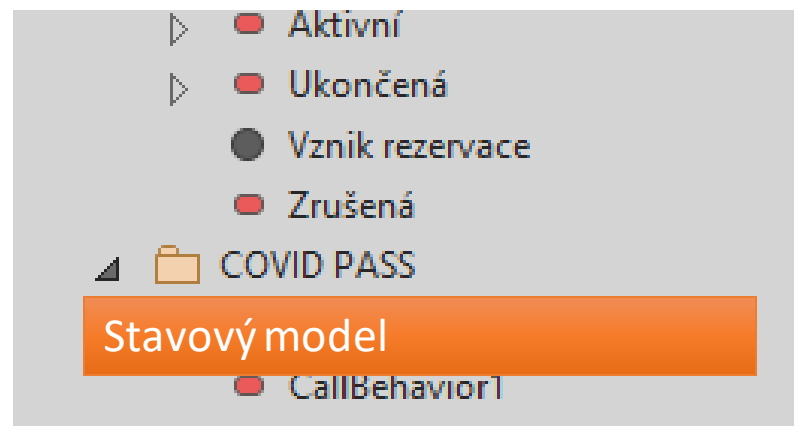 Aktivní
Ukončená
Vznik rezervace
Zrušená
COVID PASS
Stavový model
CallBehavior1